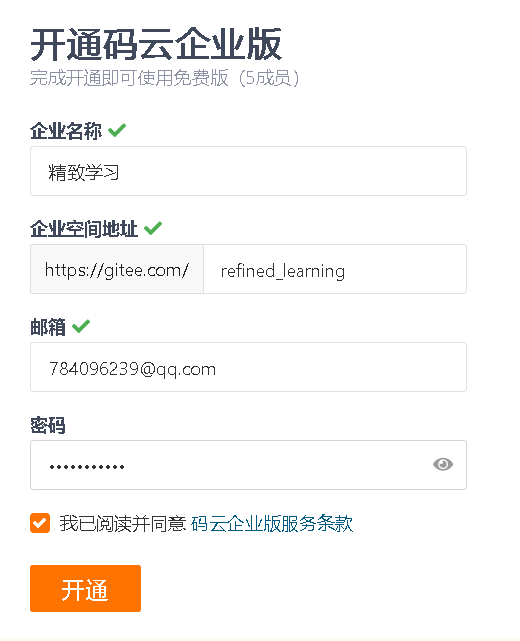 开通码云企业版
完成开通即可使用免费版（5成员）
企业名称
精致学习
企业空间地址
https://gitee.com/ refined_learning
邮箱
784096239@qq.com
密码
•••••••••••
我已阅读并同意 码云企业版服务条款
开通